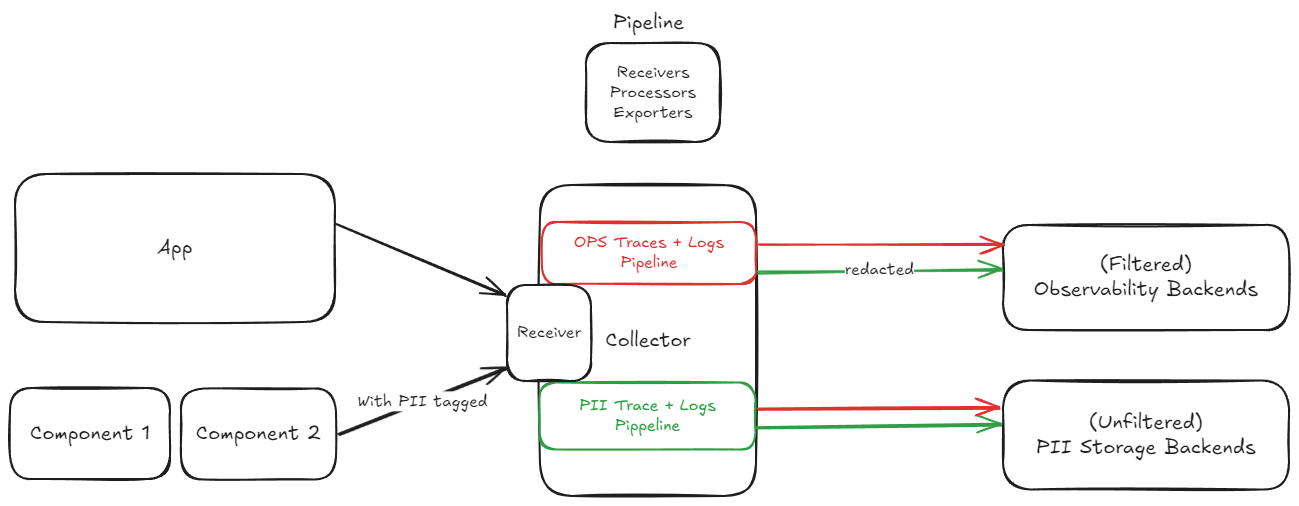 Pipeline
Receivers
Processors
Exporters
App
OPS Traces + Logs
Pipeline
redacted
(Filtered)
Observability Backends
Receiver
Collector
With PII tagged
Component 1
Component 2
PII Trace + Logs
Pippeline
(Unfiltered)
PII Storage Backends